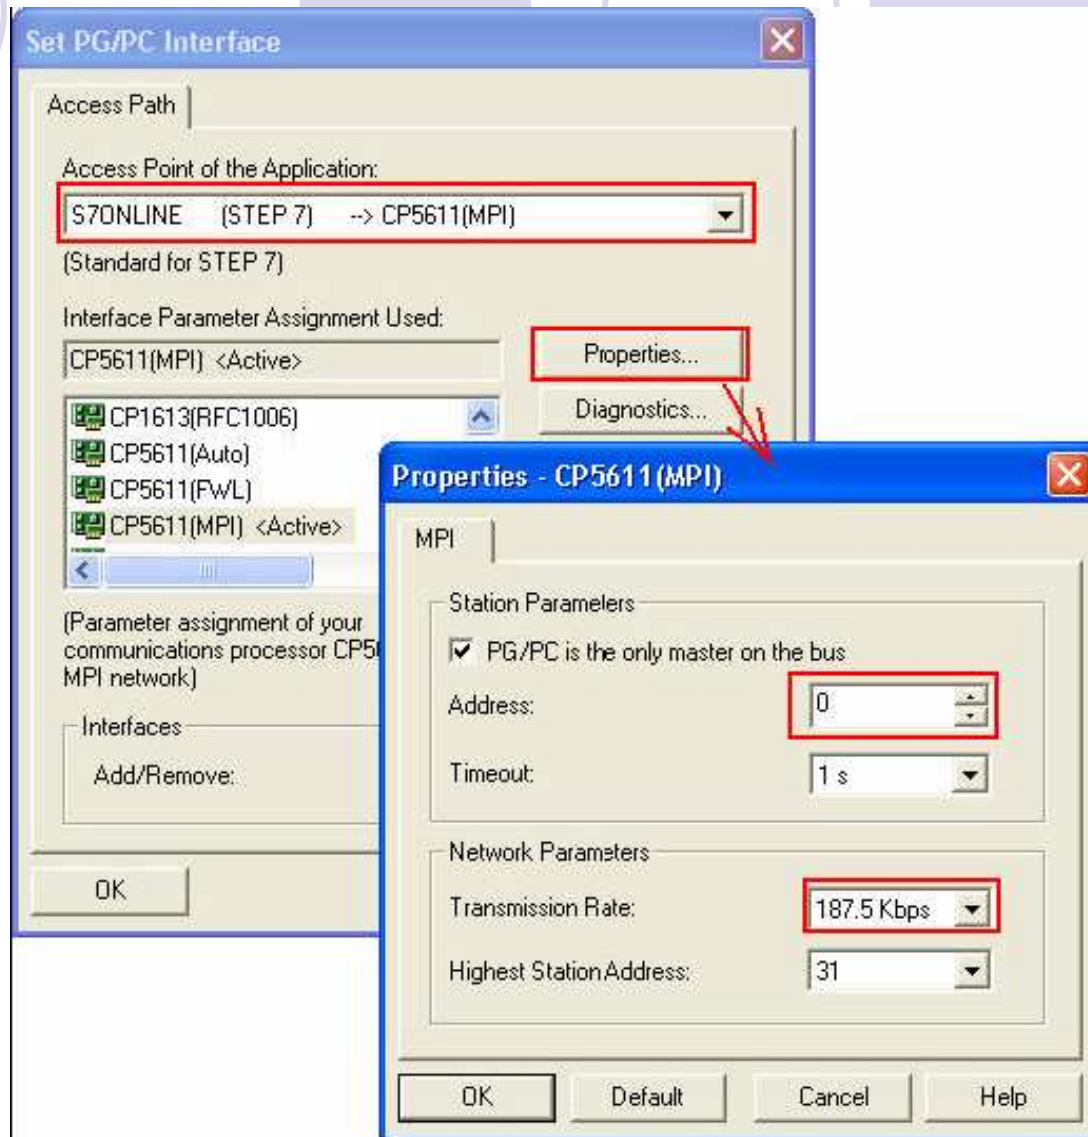 Set PG/PC Interface
Access Path
Access Point of the Application:
S7ONLINE (STEP 7) --> CP5611(MPI)
(Standard for STEP 7)
Interface Parameter Assignment Used:
CP5611(MPI) <Active>
Properties...
Diagnostics...
CP1613(RFC1006)
CP5611(Auto)
CP5611(FWL)
CP5611(MPI) <Active>
(Parameter assignment of your
communications processor
MPI network)
Interfaces
Add/Remove:
OK
Properties - CP5611(MPI)
MPI
Station Parameters
PG/PC is the only master on the bus
Address:
0
Timeout:
1 s
Network Parameters
Transmission Rate:
187.5 Kbps
Highest Station Address:
31
OK
Default
Cancel
Help